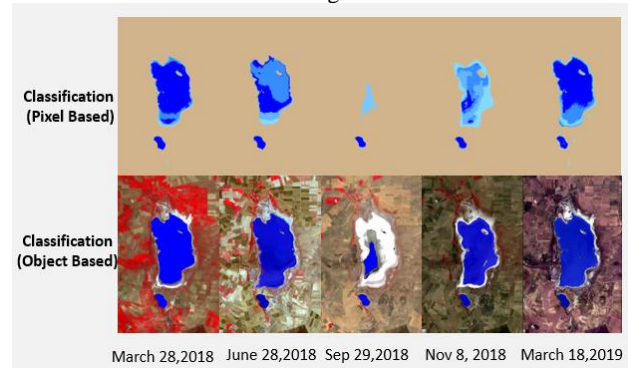 Classification
(Pixel Based)
Classification
(Object Based)
March 28,2018 June 28,2018 Sep 29,2018 Nov 8, 2018 March 18,2019